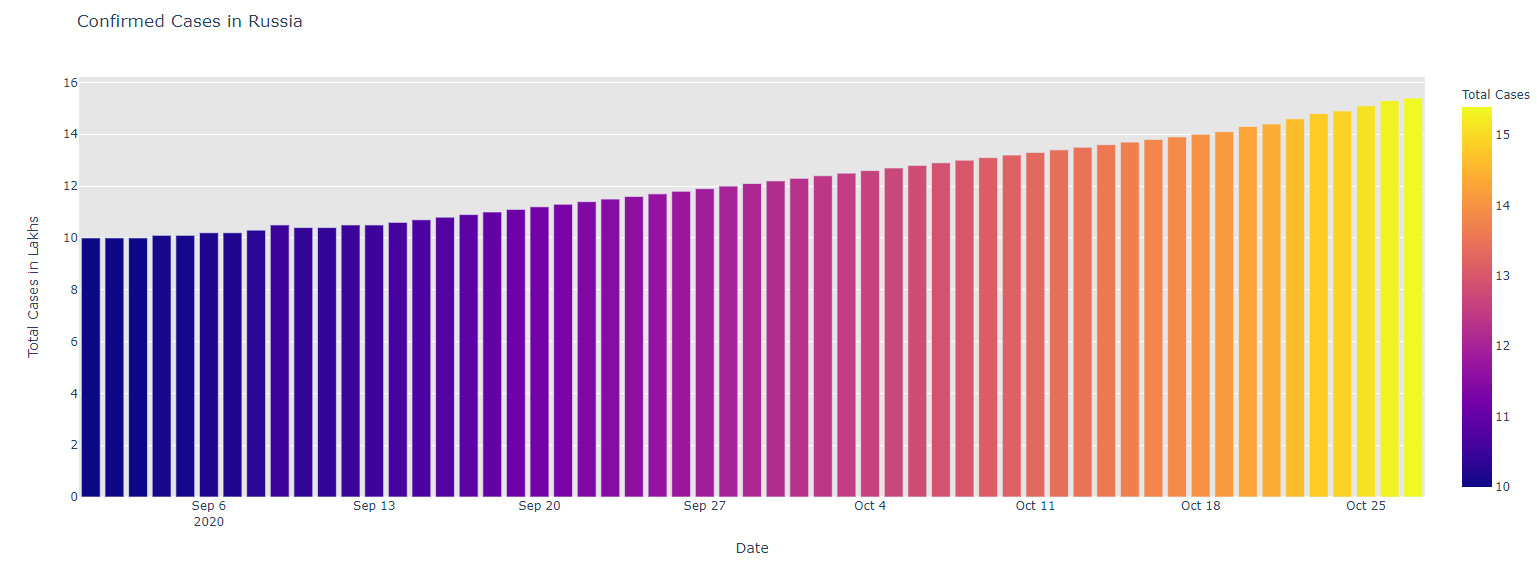 Confirmed Cases in Russia
Total Cases in Lakhs
16
14
12
10
8
6
4
2
0
Sep 6
2020
Sep 13
Sep 20
Sep 27
Oct 4
Oct 11
Oct 18
Oct 25
Date
Total Cases
15
14
13
12
11
10